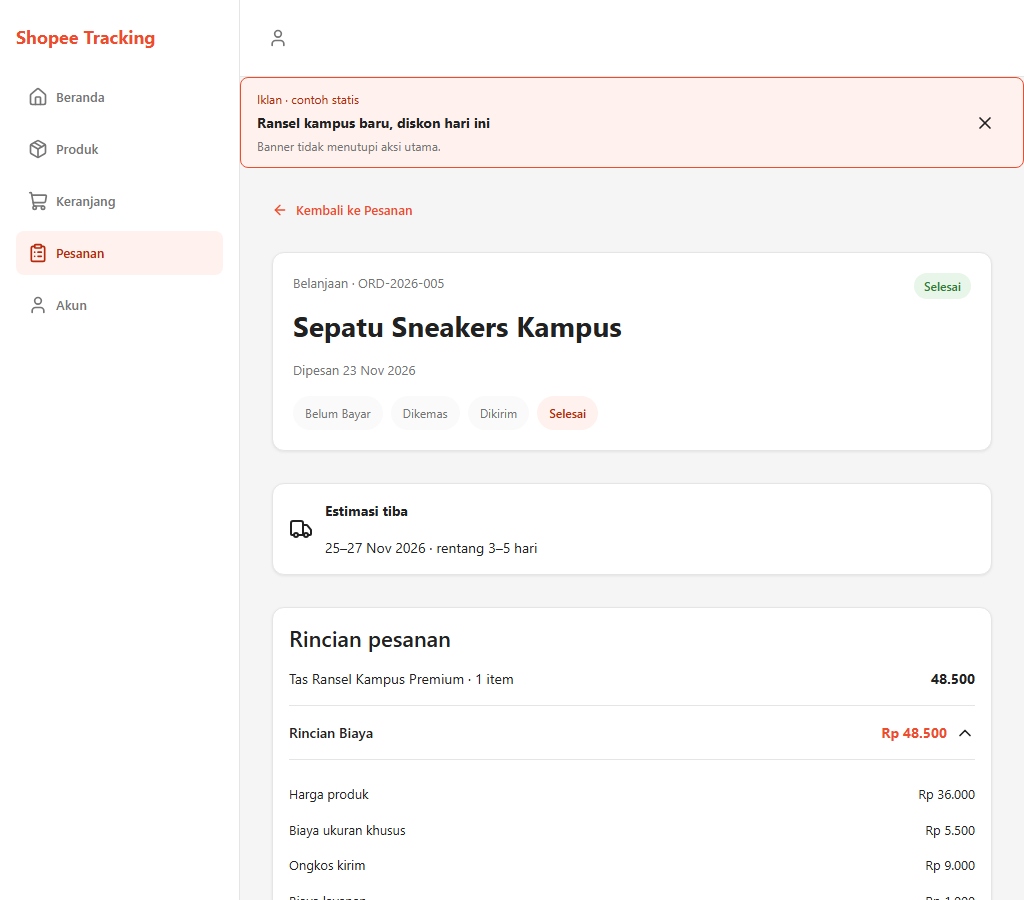 Shopee Tracking
Beranda
Produk
Keranjang
Pesanan
Akun
Iklan · contoh statis
Ransel kampus baru, diskon hari ini
Banner tidak menutupi aksi utama.
Kembali ke Pesanan
Belanjaan · ORD-2026-005
Selesai
Sepatu Sneakers Kampus
Dipesan 23 Nov 2026
Belum Bayar Dikemas Dikirim Selesai
Estimasi tiba
25–27 Nov 2026 · rentang 3–5 hari
Rincian pesanan
Tas Ransel Kampus Premium · 1 item 48.500
Rincian Biaya Rp 48.500
Harga produk Rp 36.000
Biaya ukuran khusus Rp 5.500
Ongkos kirim Rp 9.000